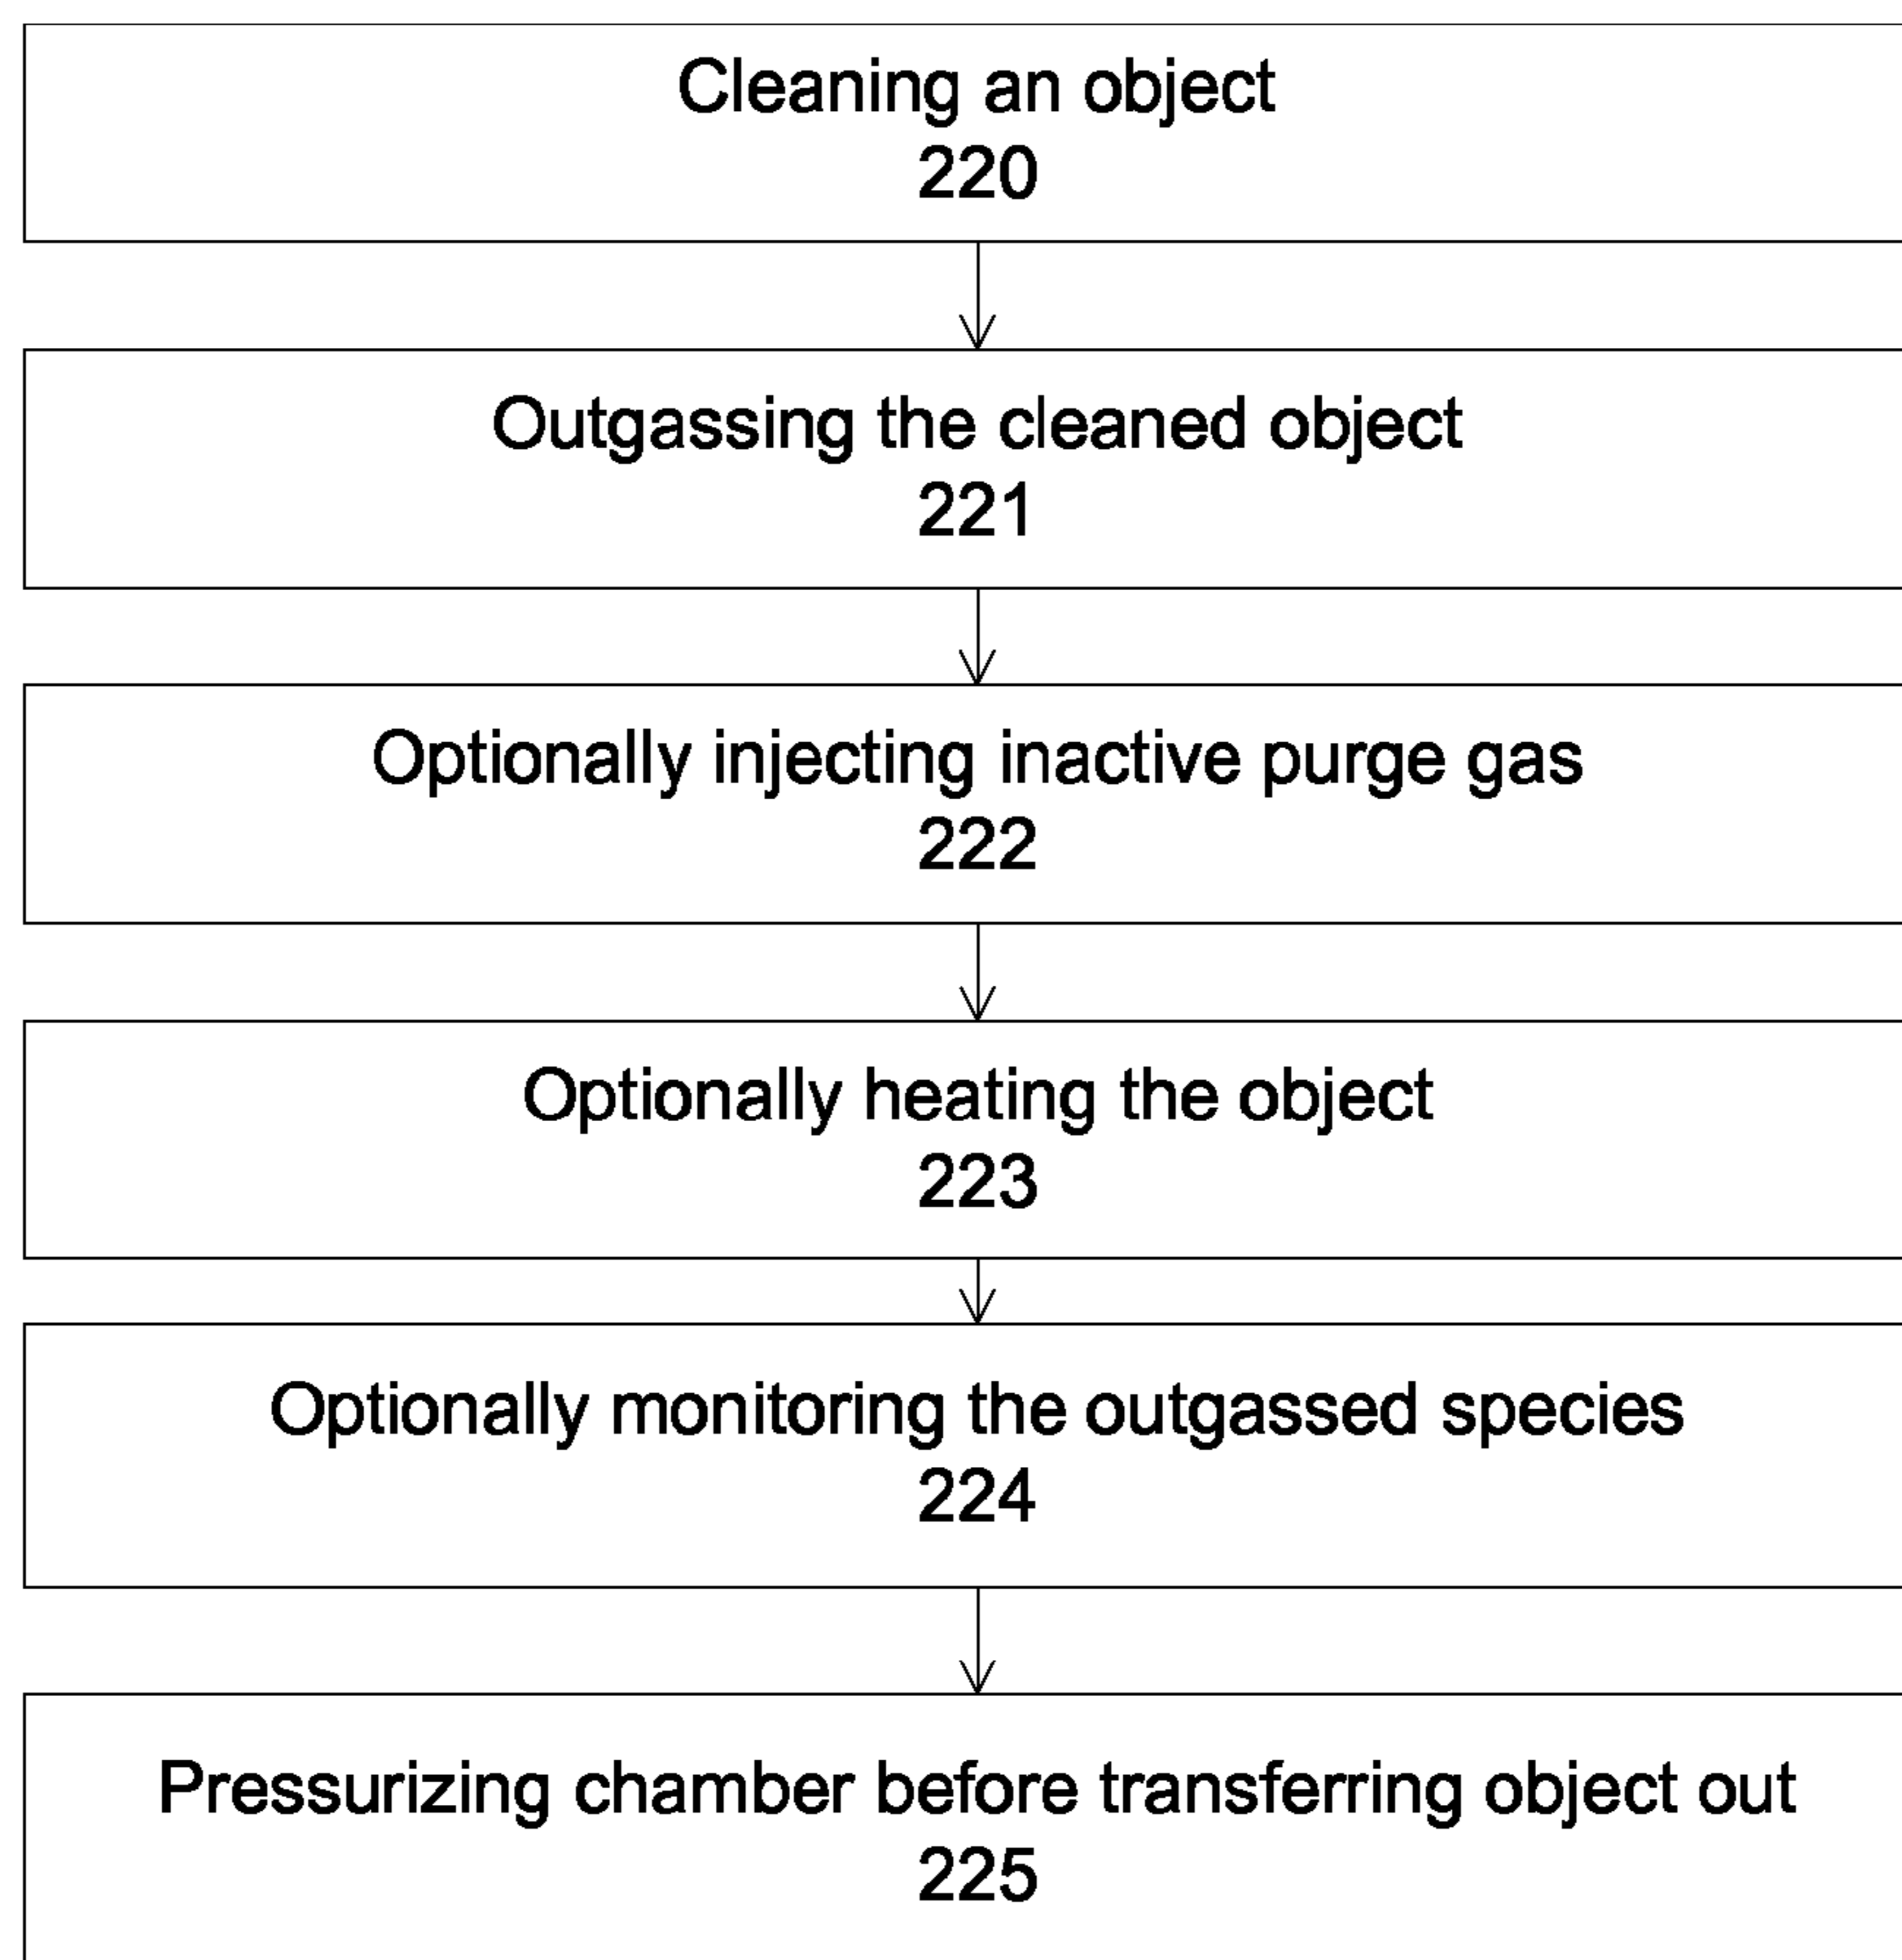 Cleaning an object
220
Outgassing the cleaned object
221
Optionally injecting inactive purge gas
222
Optionally heating the object
223
Optionally monitoring the outgassed species
224
Pressurizing chamber before transferring object out
225